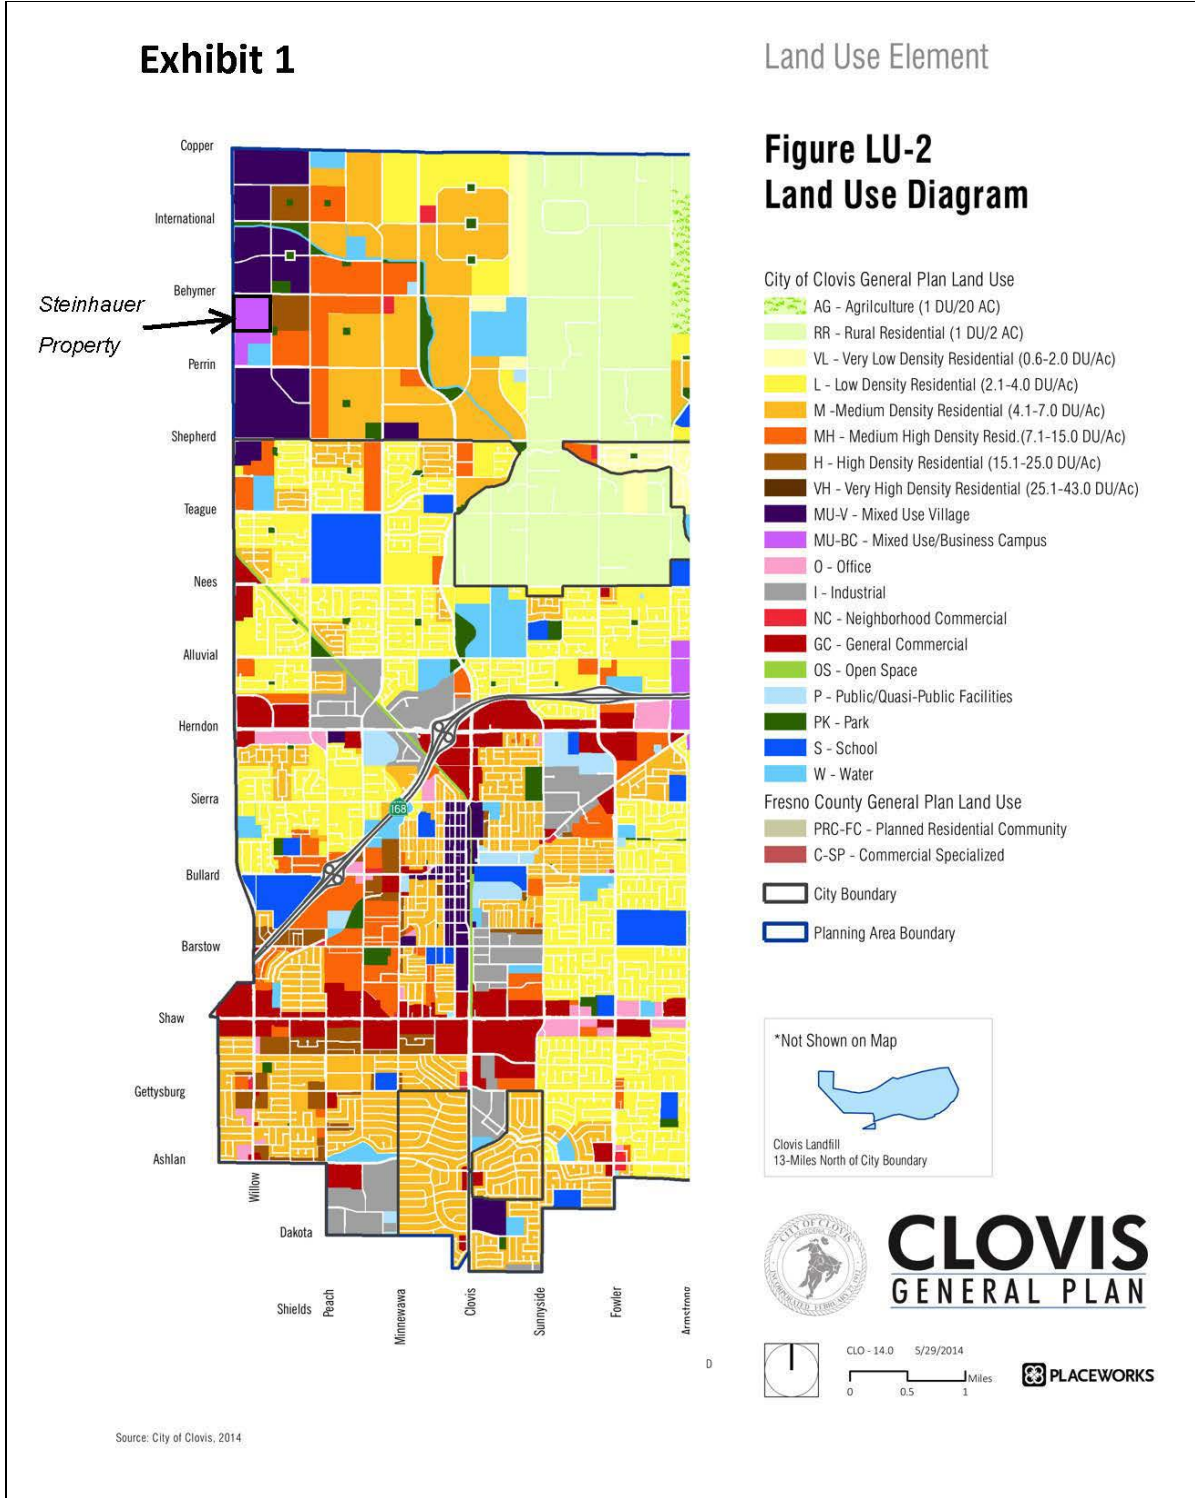 Exhibit 1
Land Use Element
Figure LU-2
Land Use Diagram
Copper
International
Behymer
Steinhauer
Property
Perrin
Shepherd
Teague
Nees
Alluvial
Herndon
Sierra
168
Bullard
Barstow
Shaw
Gettysburg
Ashlan
Willow
Dakota
Shields
Peach
Minnewawa
Clovis
Sunnyside
Fowler
Armstrong
D
City of Clovis General Plan Land Use
AG - Agrilculture (1 DU/20 AC)
RR - Rural Residential (1 DU/2 AC)
VL - Very Low Density Residential (0.6-2.0 DU/Ac)
L - Low Density Residential (2.1-4.0 DU/Ac)
M -Medium Density Residential (4.1-7.0 DU/Ac)
MH - Medium High Density Resid.(7.1-15.0 DU/Ac)
H - High Density Residential (15.1-25.0 DU/Ac)
VH - Very High Density Residential (25.1-43.0 DU/Ac)
MU-V - Mixed Use Village
MU-BC - Mixed Use/Business Campus
O - Office
I - Industrial
NC - Neighborhood Commercial
GC - General Commercial
OS - Open Space
P - Public/Quasi-Public Facilities
PK - Park
S - School
W - Water
Fresno County General Plan Land Use
PRC-FC - Planned Residential Community
C-SP - Commercial Specialized
City Boundary
Planning Area Boundary
*Not Shown on Map
Clovis Landfill
13-Miles North of City Boundary
CITY OF CLOVIS
INCORPORATED FEBRUARY
CLOVIS
GENERAL PLAN
CLO - 14.0 5/29/2014
Miles
0 0.5 1
PLACEWORKS
Source: City of Clovis, 2014